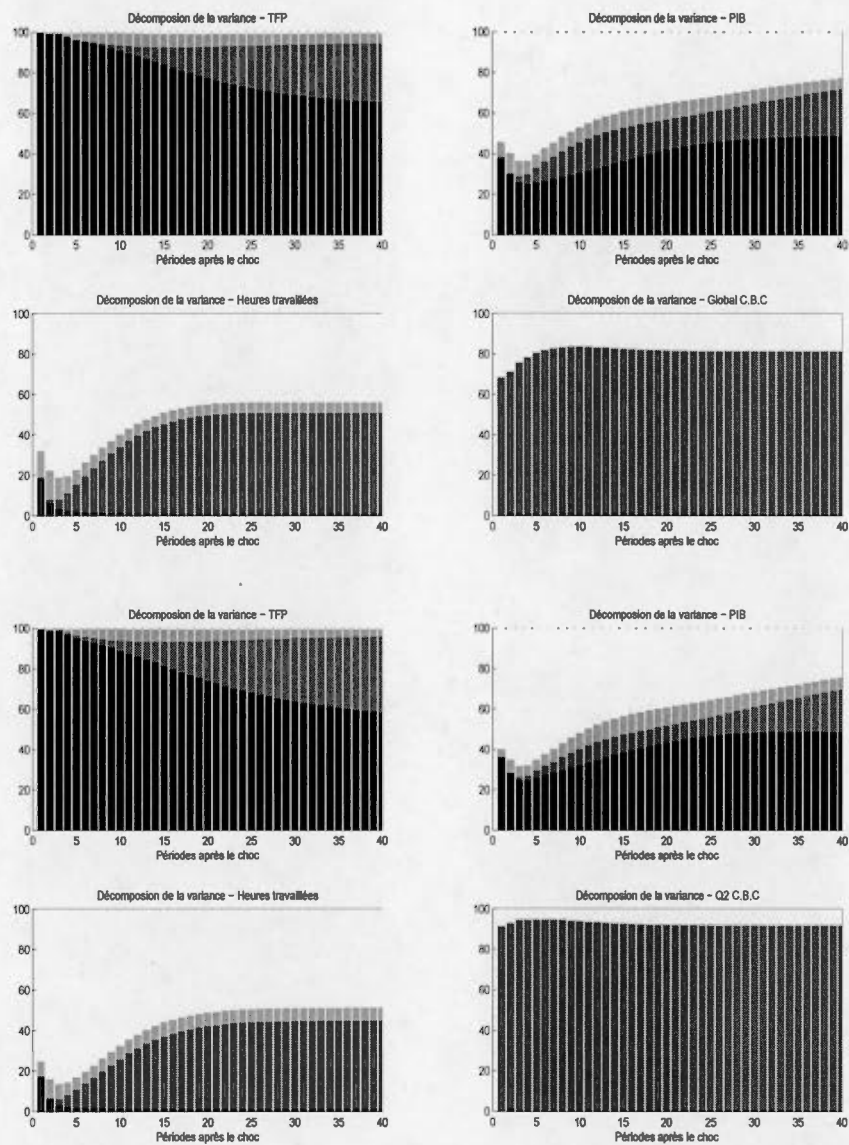 Décomposion de la variance – TFP
Décomposion de la variance – PIB
100
80
60
40
20
0
0 5 10 15 20 25 30 35 40
Périodes après le choc
100
80
60
40
20
0
0 5 10 15 20 25 30 35 40
Périodes après le choc
Décomposion de la variance – Heures travaillées
Décomposion de la variance – Global C.B.C
100
80
60
40
20
0
0 5 10 15 20 25 30 35 40
Périodes après le choc
100
80
60
40
20
0
0 5 10 15 20 25 30 35 40
Périodes après le choc
Décomposion de la variance – TFP
Décomposion de la variance – PIB
100
80
60
40
20
0
0 5 10 15 20 25 30 35 40
Périodes après le choc
100
80
60
40
20
0
0 5 10 15 20 25 30 35 40
Périodes après le choc
Décomposion de la variance – Heures travaillées
Décomposion de la variance – Q2 C.B.C
100
80
60
40
20
0
0 5 10 15 20 25 30 35 40
Périodes après le choc
100
80
60
40
20
0
0 5 10 15 20 25 30 35 40
Périodes après le choc